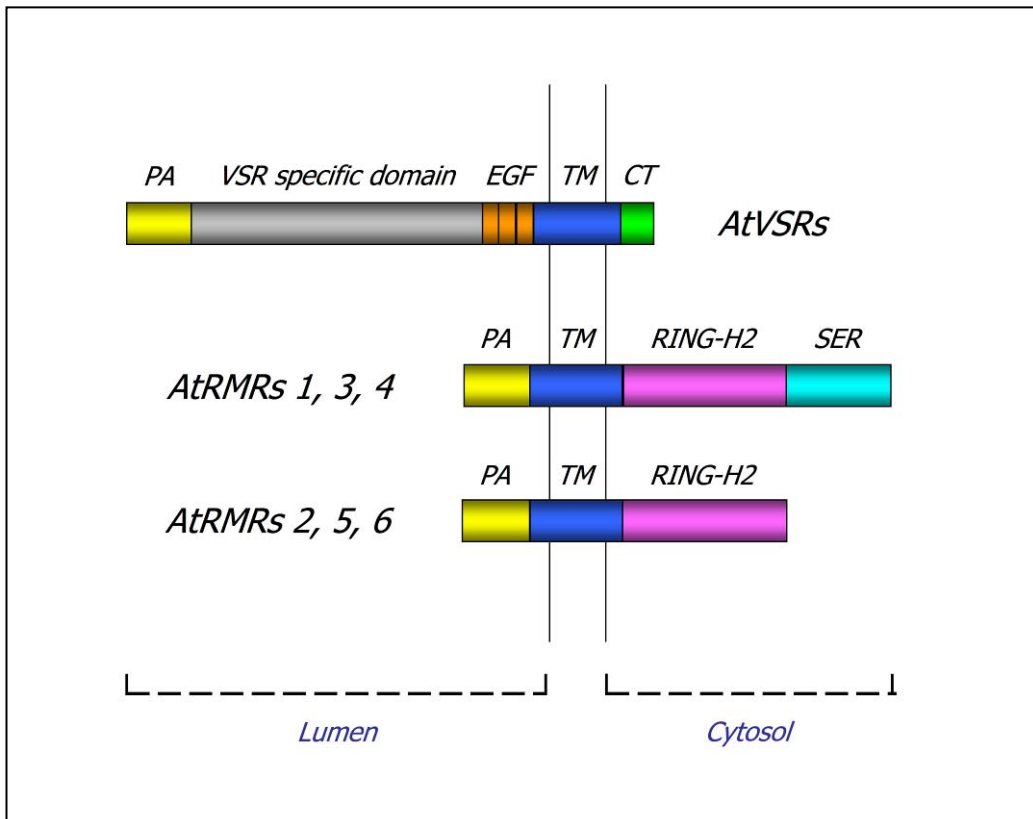 PA VSR specific domain EGF TM CT
AtVSRs
PA TM RING-H2 SER
AtRMRs 1, 3, 4
PA TM RING-H2
AtRMRs 2, 5, 6
Lumen Cytosol